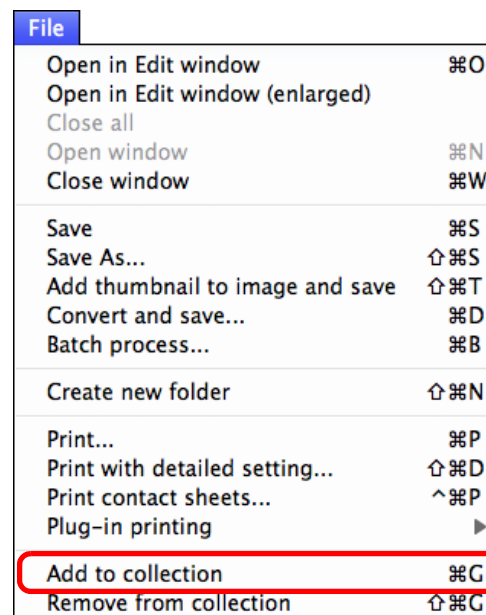 File
Open in Edit window ⌘O
Open in Edit window (enlarged)
Close all
Open window ⌘N
Close window ⌘W
Save ⌘S
Save As... ⇧⌘S
Add thumbnail to image and save ⇧⌘T
Convert and save... ⌘D
Batch process... ⌘B
Create new folder ⇧⌘N
Print... ⌘P
Print with detailed setting... ⇧⌘D
Print contact sheets... ^⌘P
Plug-in printing
Add to collection ⌘G
Remove from collection ⇧⌘G